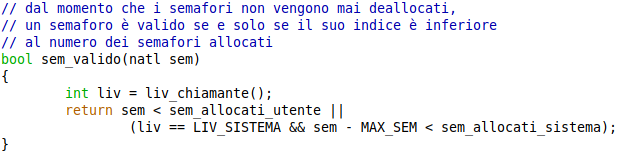 // dal momento che i semafori non vengono mai deallocati,
// un semaforo è valido se e solo se il suo indice è inferiore
// al numero dei semafori allocati
bool sem_valido(natl sem)
{
        int liv = liv_chiamante();
        return sem < sem_allocati_utente ||
                (liv == LIV_SISTEMA && sem - MAX_SEM < sem_allocati_sistema);
}